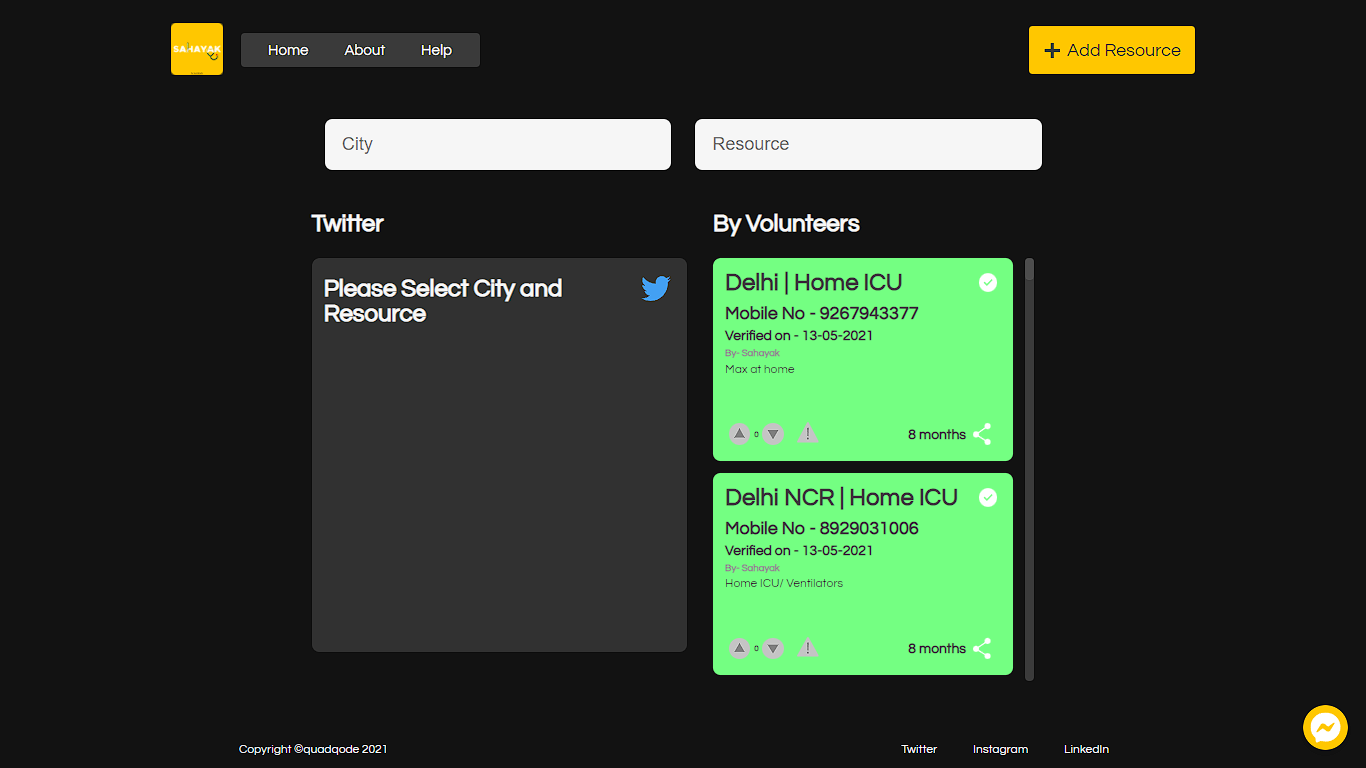 SAHAYAK
Home
About
Help
Add Resource
City
Resource
Twitter
By Volunteers
Please Select City and
Resource
Delhi | Home ICU
Mobile No - 9267943377
Verified on - 13-05-2021
By- Sahayak
Max at home
0
8 months
Delhi NCR | Home ICU
Mobile No - 8929031006
Verified on - 13-05-2021
By- Sahayak
Home ICU/ Ventilators
0
8 months
Copyright ©quadqode 2021
Twitter
Instagram
LinkedIn